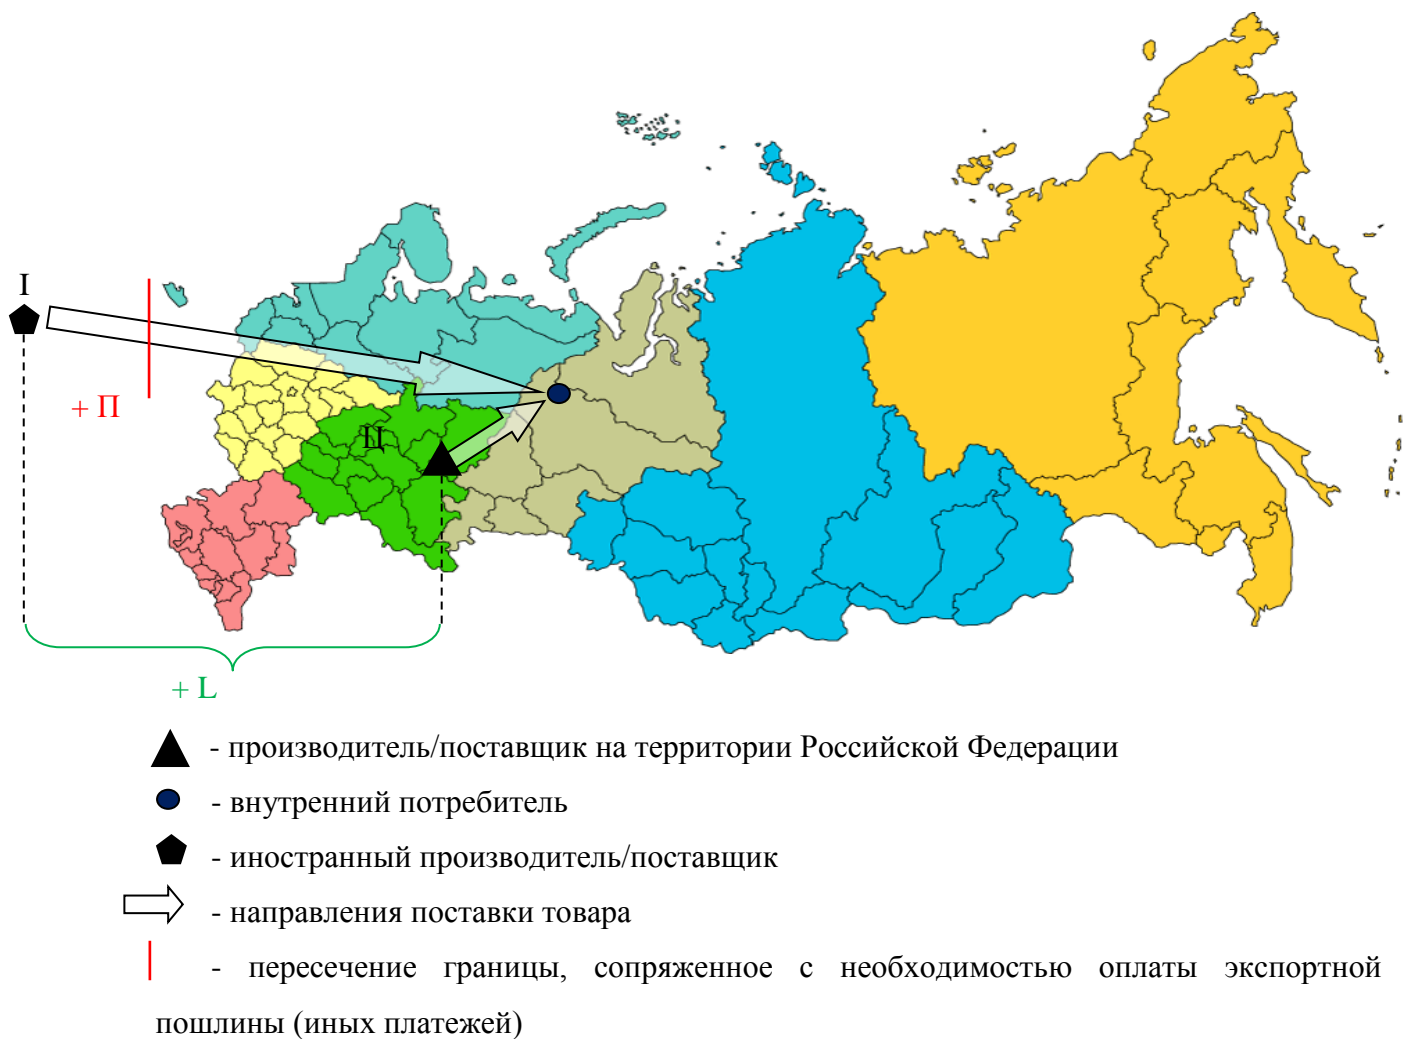 I
+ П
Ц
+ L
- производитель/поставщик на территории Российской Федерации
- внутренний потребитель
- иностранный производитель/поставщик
- направления поставки товара
- пересечение границы, сопряженное с необходимостью оплаты экспортной
пошлины (иных платежей)